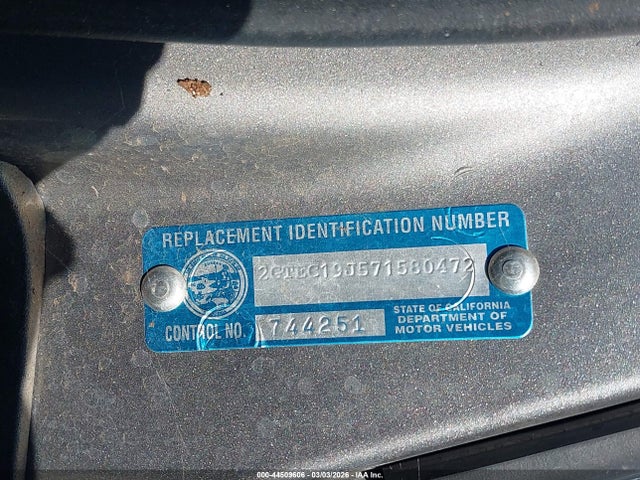 REPLACEMENT IDENTIFICATION NUMBER
2GTEC19J571580472
CONTROL NO. 744251
STATE OF CALIFORNIA
DEPARTMENT OF
MOTOR VEHICLES
000-44509606 - 03/03/2026 - Copyright IAA, Inc.